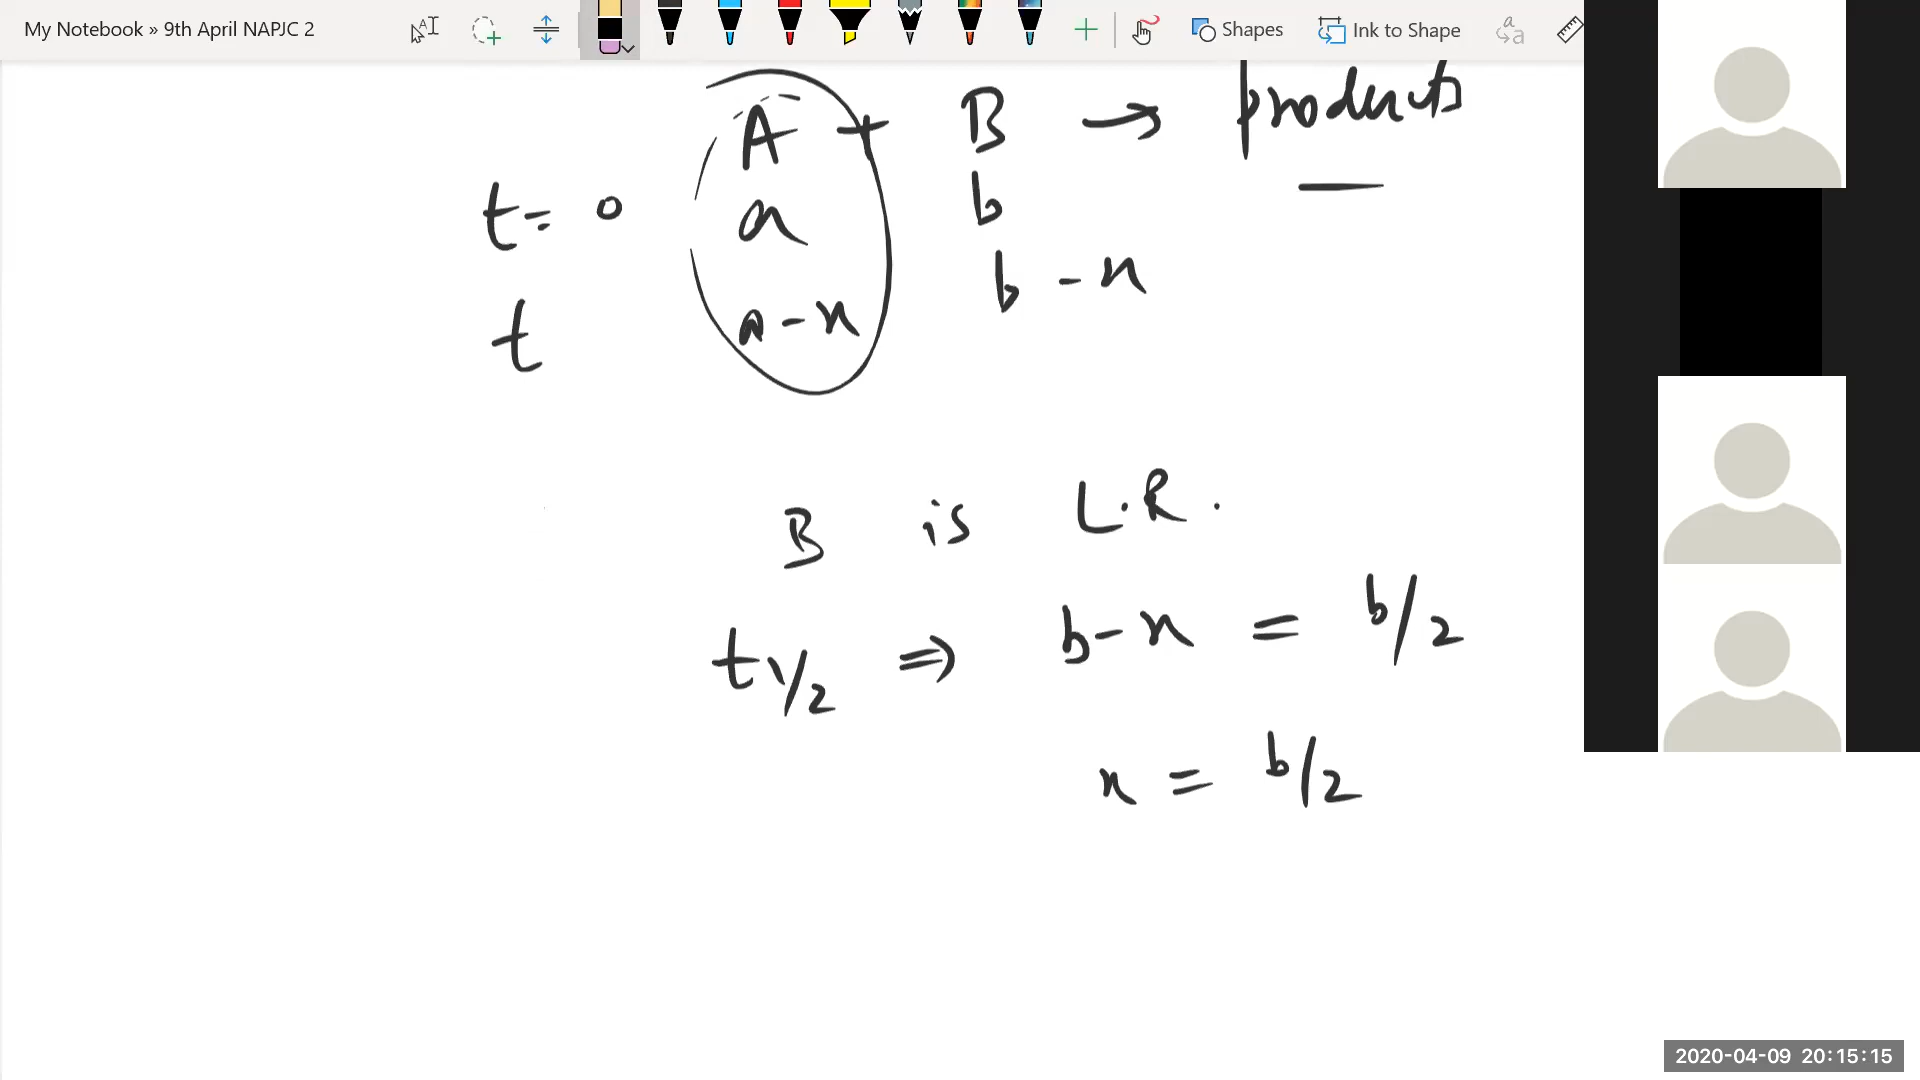 My Notebook » 9th April NAPJC 2
Shapes
Ink to Shape
A + B → products
t = 0 a b
t a-x b-x
B is L.R.
t 1/2 ⇒ b-x = b/2
x = b/2
2020-04-09 20:15:15